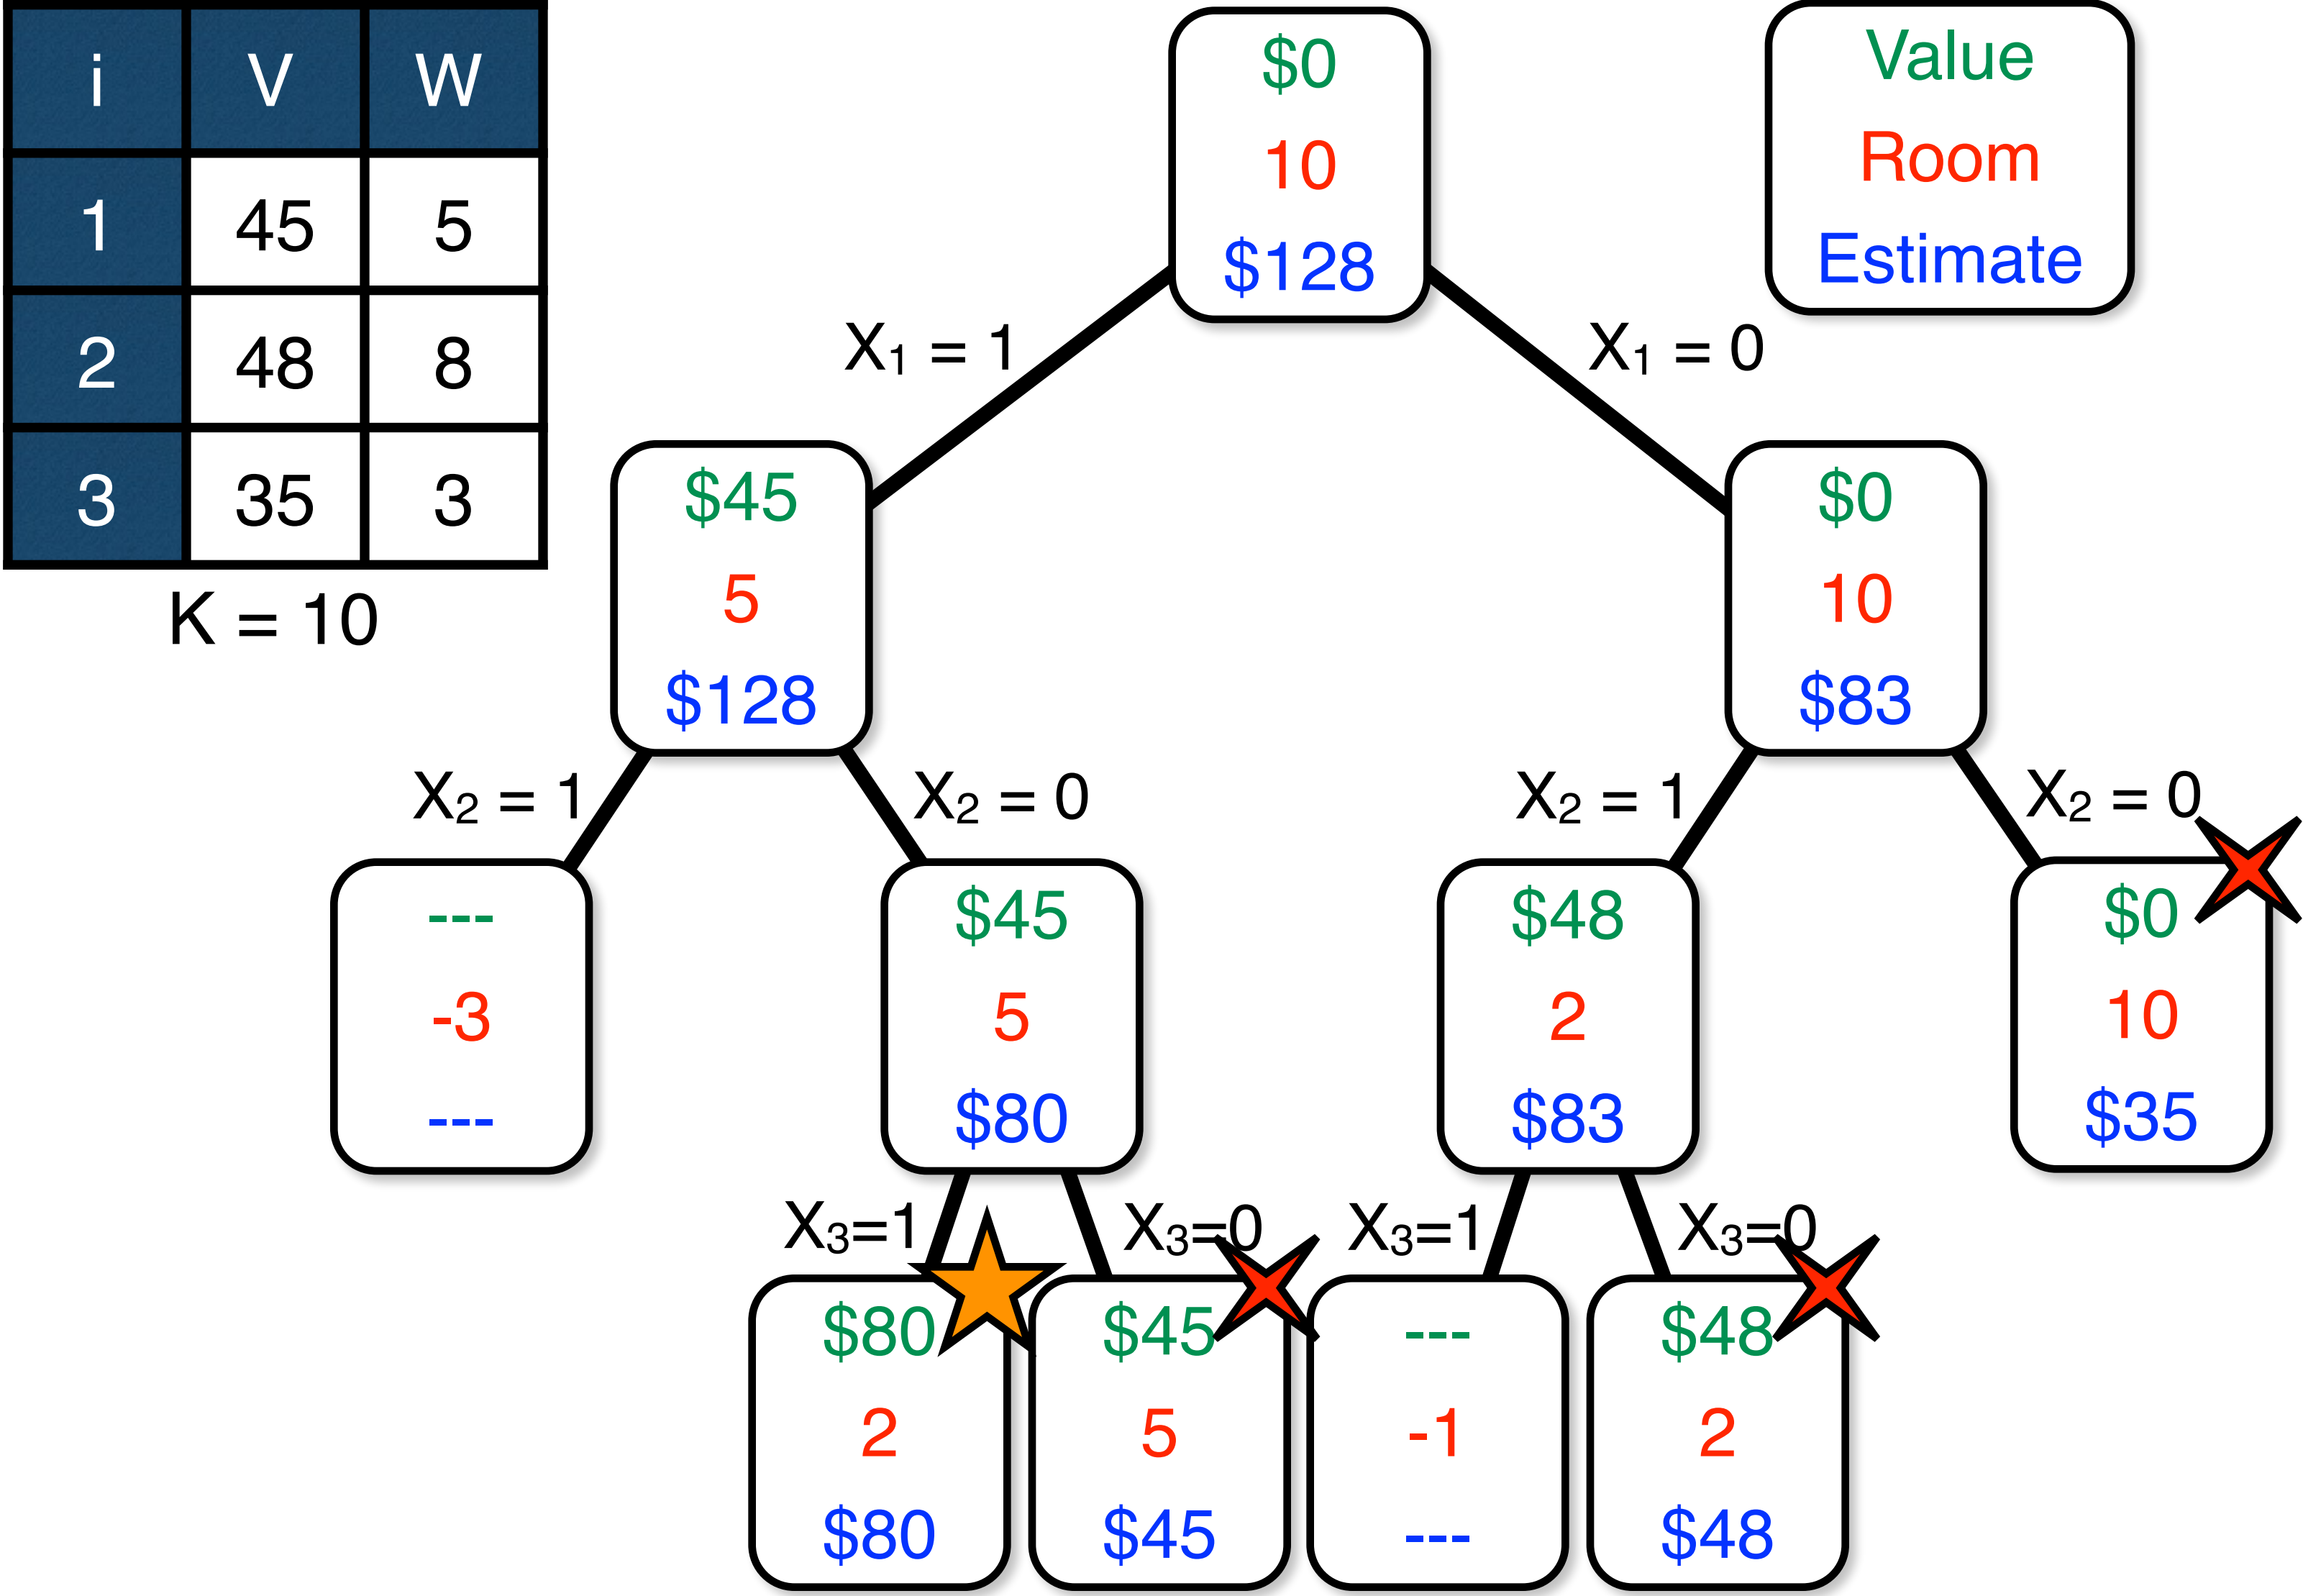 i V W
1 45 5
2 48 8
3 35 3
K = 10
Value
Room
Estimate
$0
10
$128
X₁ = 1
X₁ = 0
$45
5
$128
$0
10
$83
X₂ = 1
X₂ = 0
X₂ = 1
X₂ = 0
---
-3
---
$45
5
$80
$48
2
$83
$0
10
$35
X₃=1
X₃=0
X₃=1
X₃=0
$80
2
$80
$45
5
$45
---
-1
---
$48
2
$48